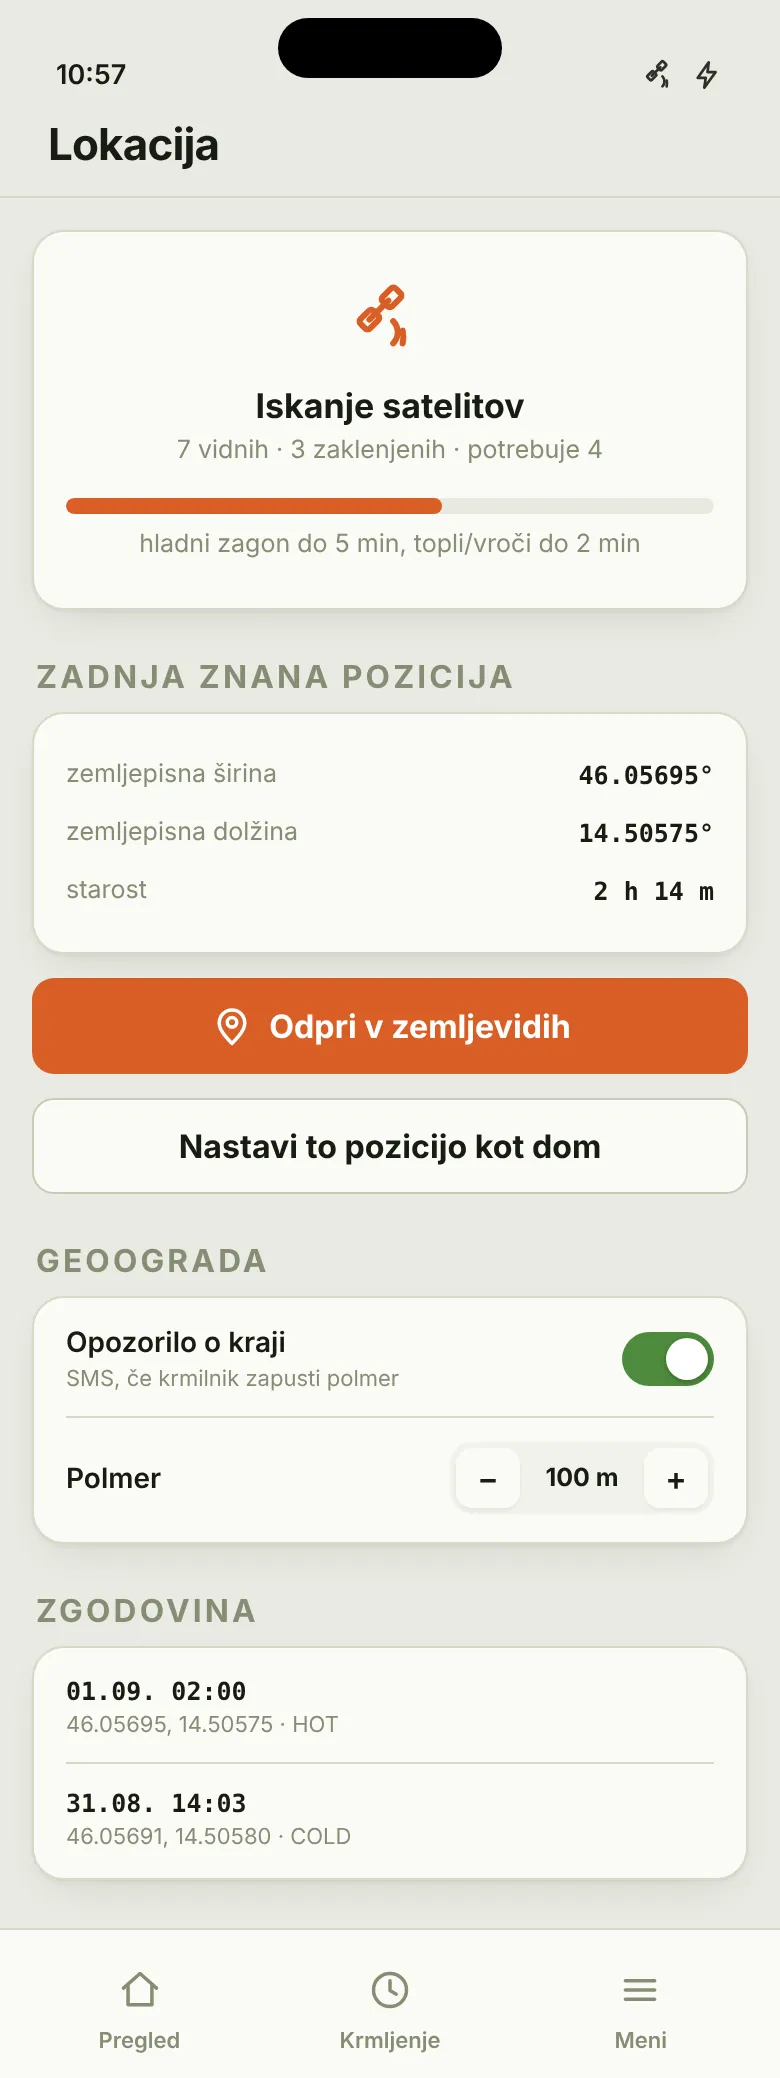 10:57
Lokacija
Iskanje satelitov
7 vidnih · 3 zaklenjenih · potrebuje 4
hladni zagon do 5 min, topli/vroči do 2 min
ZADNJA ZNANA POZICIJA
zemljepisna širina 46.05695°
zemljepisna dolžina 14.50575°
starost 2 h 14 m
Odpri v zemljevidih
Nastavi to pozicijo kot dom
GEOOGRADA
Opozorilo o kraji
SMS, če krmilnik zapusti polmer
Polmer − 100 m +
ZGODOVINA
01.09. 02:00
46.05695, 14.50575 · HOT
31.08. 14:03
46.05691, 14.50580 · COLD
Pregled Krmljenje Meni